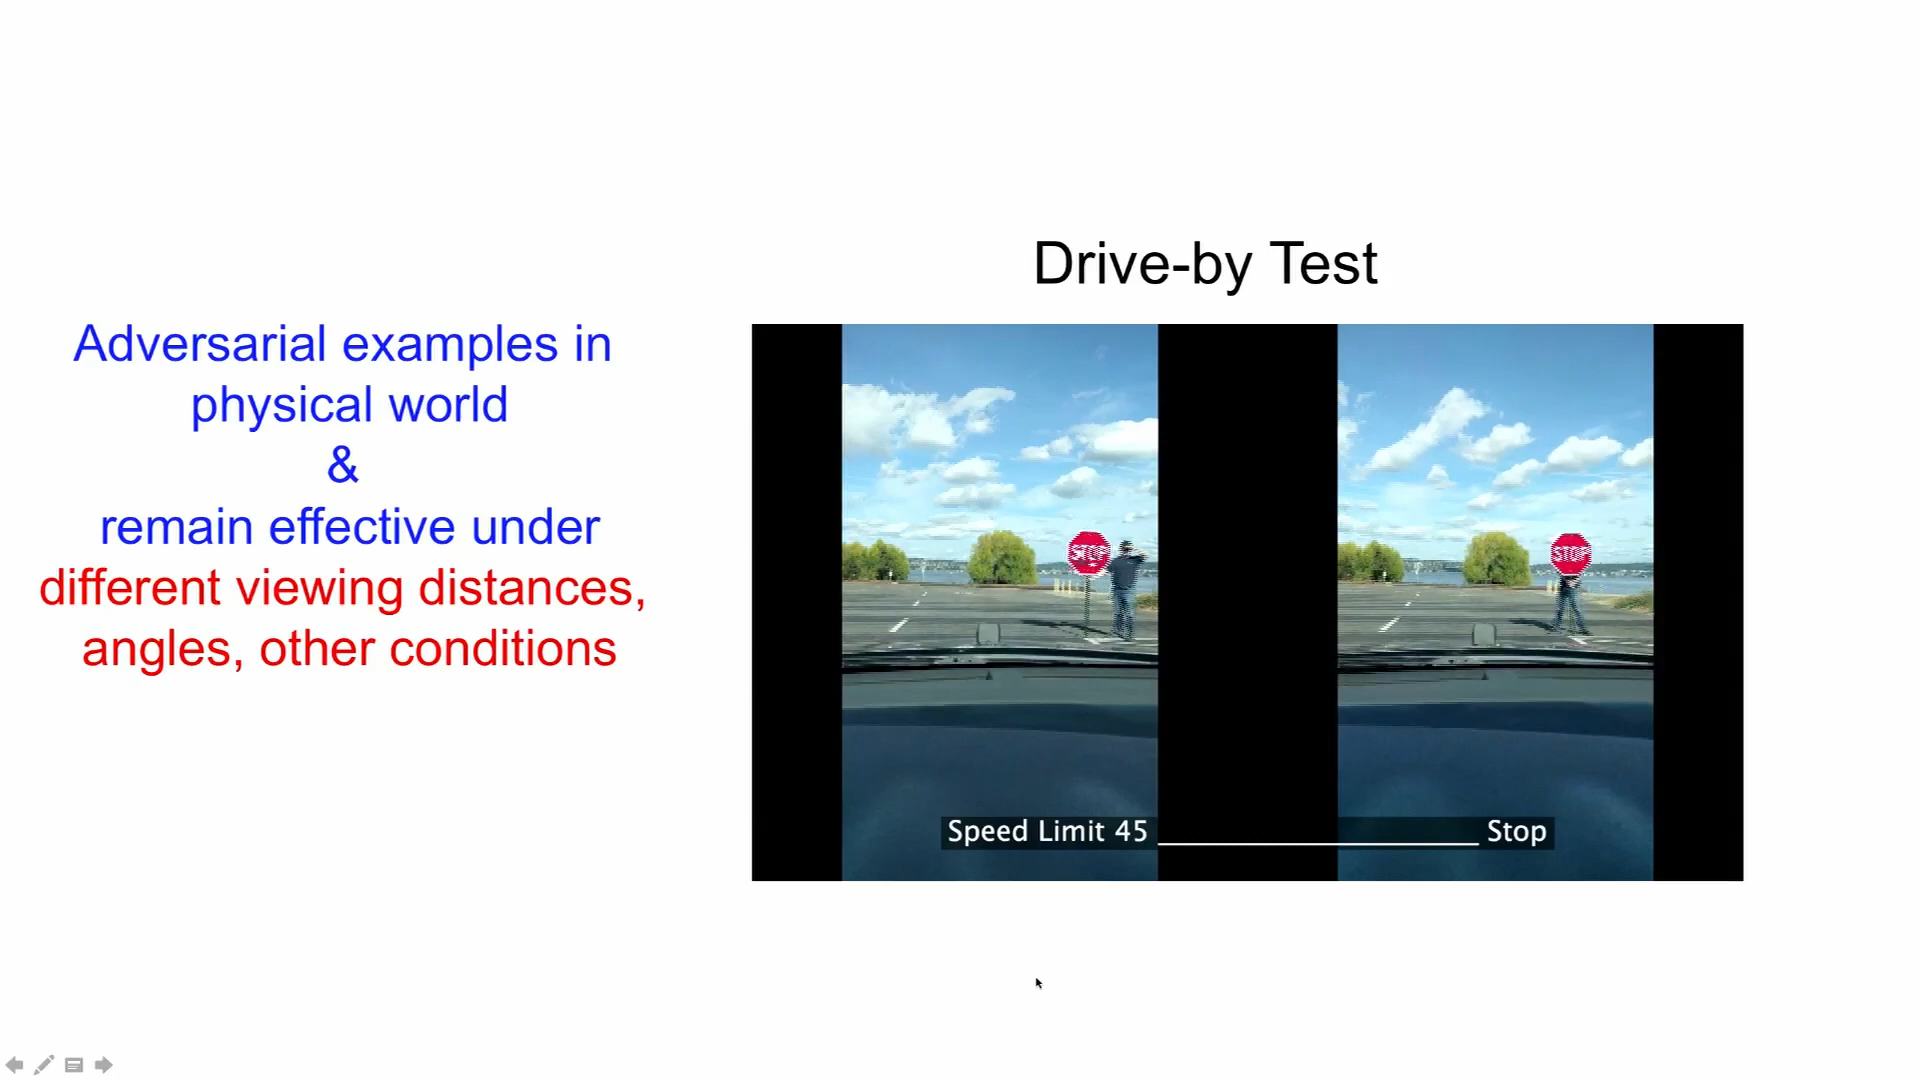 Drive-by Test
Adversarial examples in
physical world
&
remain effective under
different viewing distances,
angles, other conditions
STOP
STOP
Speed Limit 45
Stop